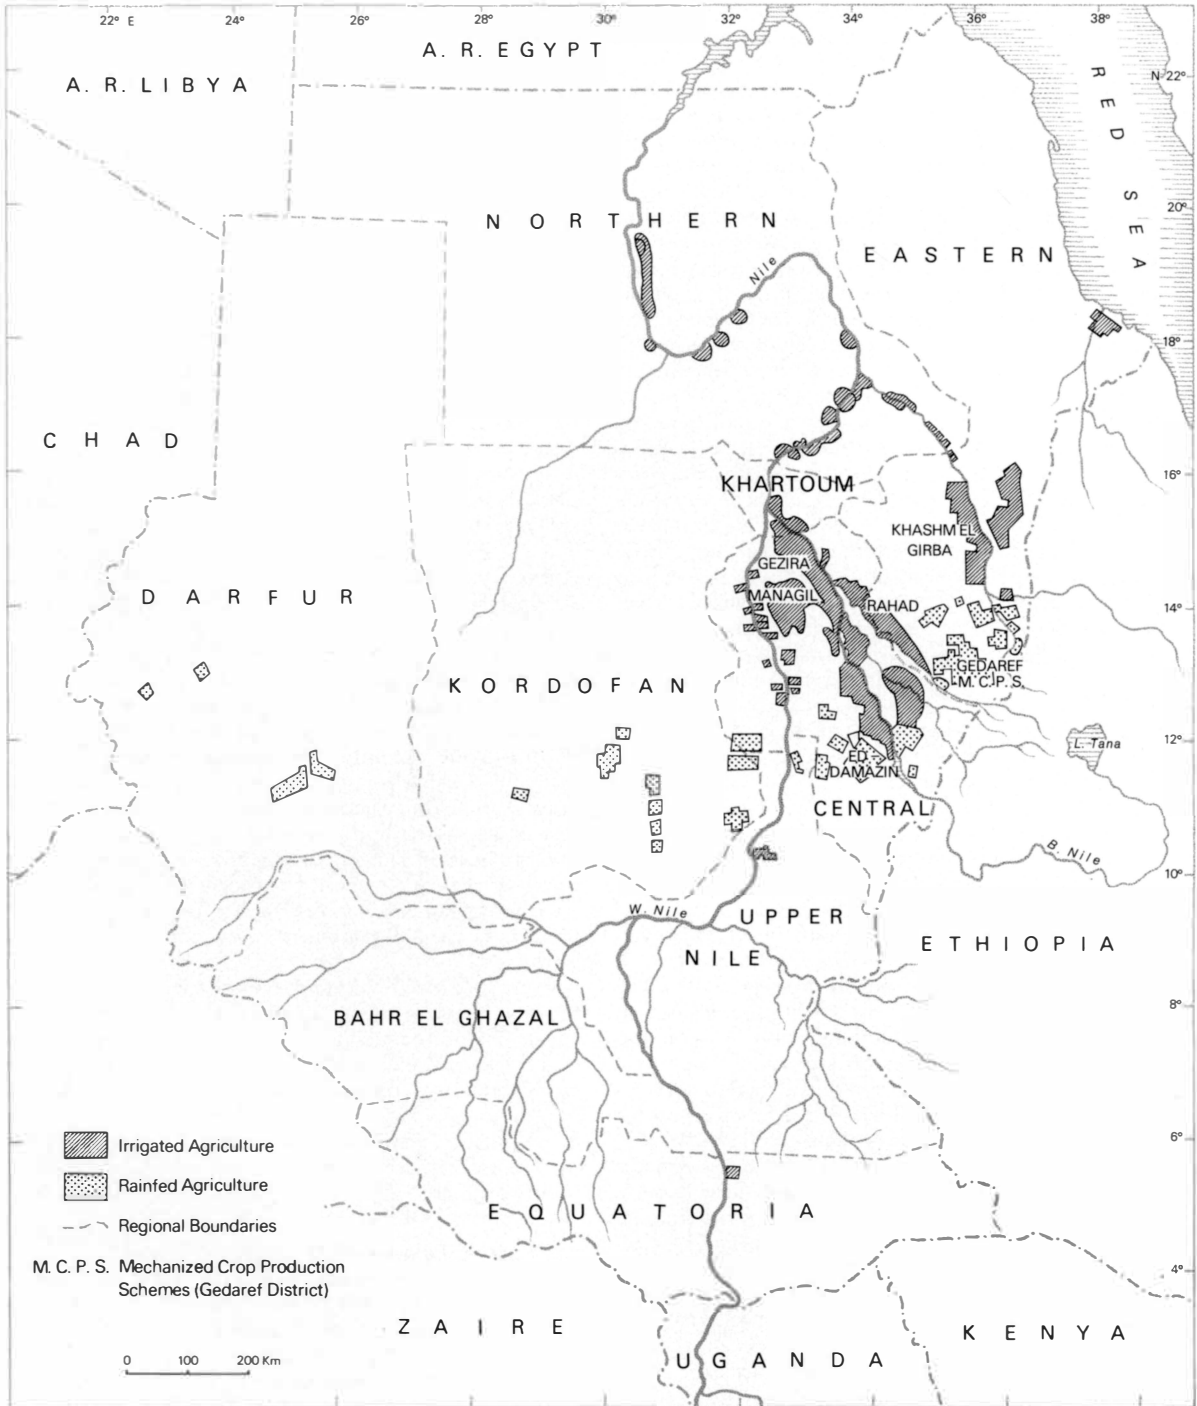 22° E 24° 26° 28° 30° 32° 34° 36° 38°
A. R. EGYPT
A. R. LIBYA
N 22°
RED SEA
20°
NORTHERN
EASTERN
Nile
18°
CHAD
16°
KHARTOUM
KHASHM EL
GIRBA
GEZIRA
MANAGIL
RAHAD
14°
DARFUR
GEDAREF
M.C.P.S.
KORDOFAN
12°
L. Tana
ED
DAMAZIN
CENTRAL
B. Nile
10°
W. Nile
UPPER
NILE
ETHIOPIA
8°
BAHR EL GHAZAL
6°
EQUATORIA
4°
Irrigated Agriculture
Rainfed Agriculture
Regional Boundaries
M. C. P. S. Mechanized Crop Production
Schemes (Gedaref District)
ZAIRE
KENYA
UGANDA
0 100 200 Km